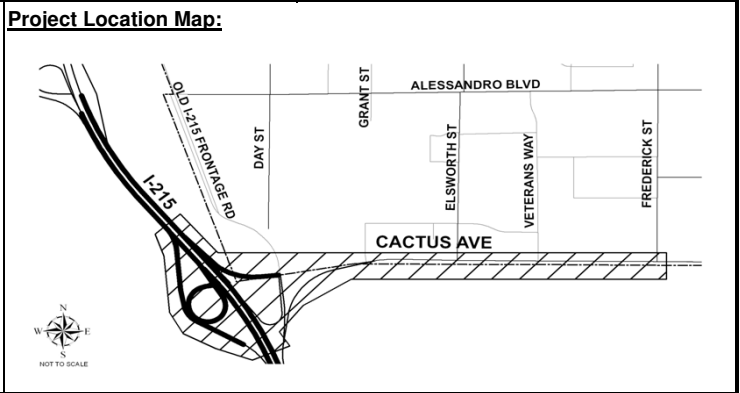 Project Location Map:
ALESSANDRO BLVD
OLD I-215 FRONTAGE RD
GRANT ST
DAY ST
ELSWORTH ST
VETERANS WAY
FREDERICK ST
I-215
CACTUS AVE
N
W E
S
NOT TO SCALE